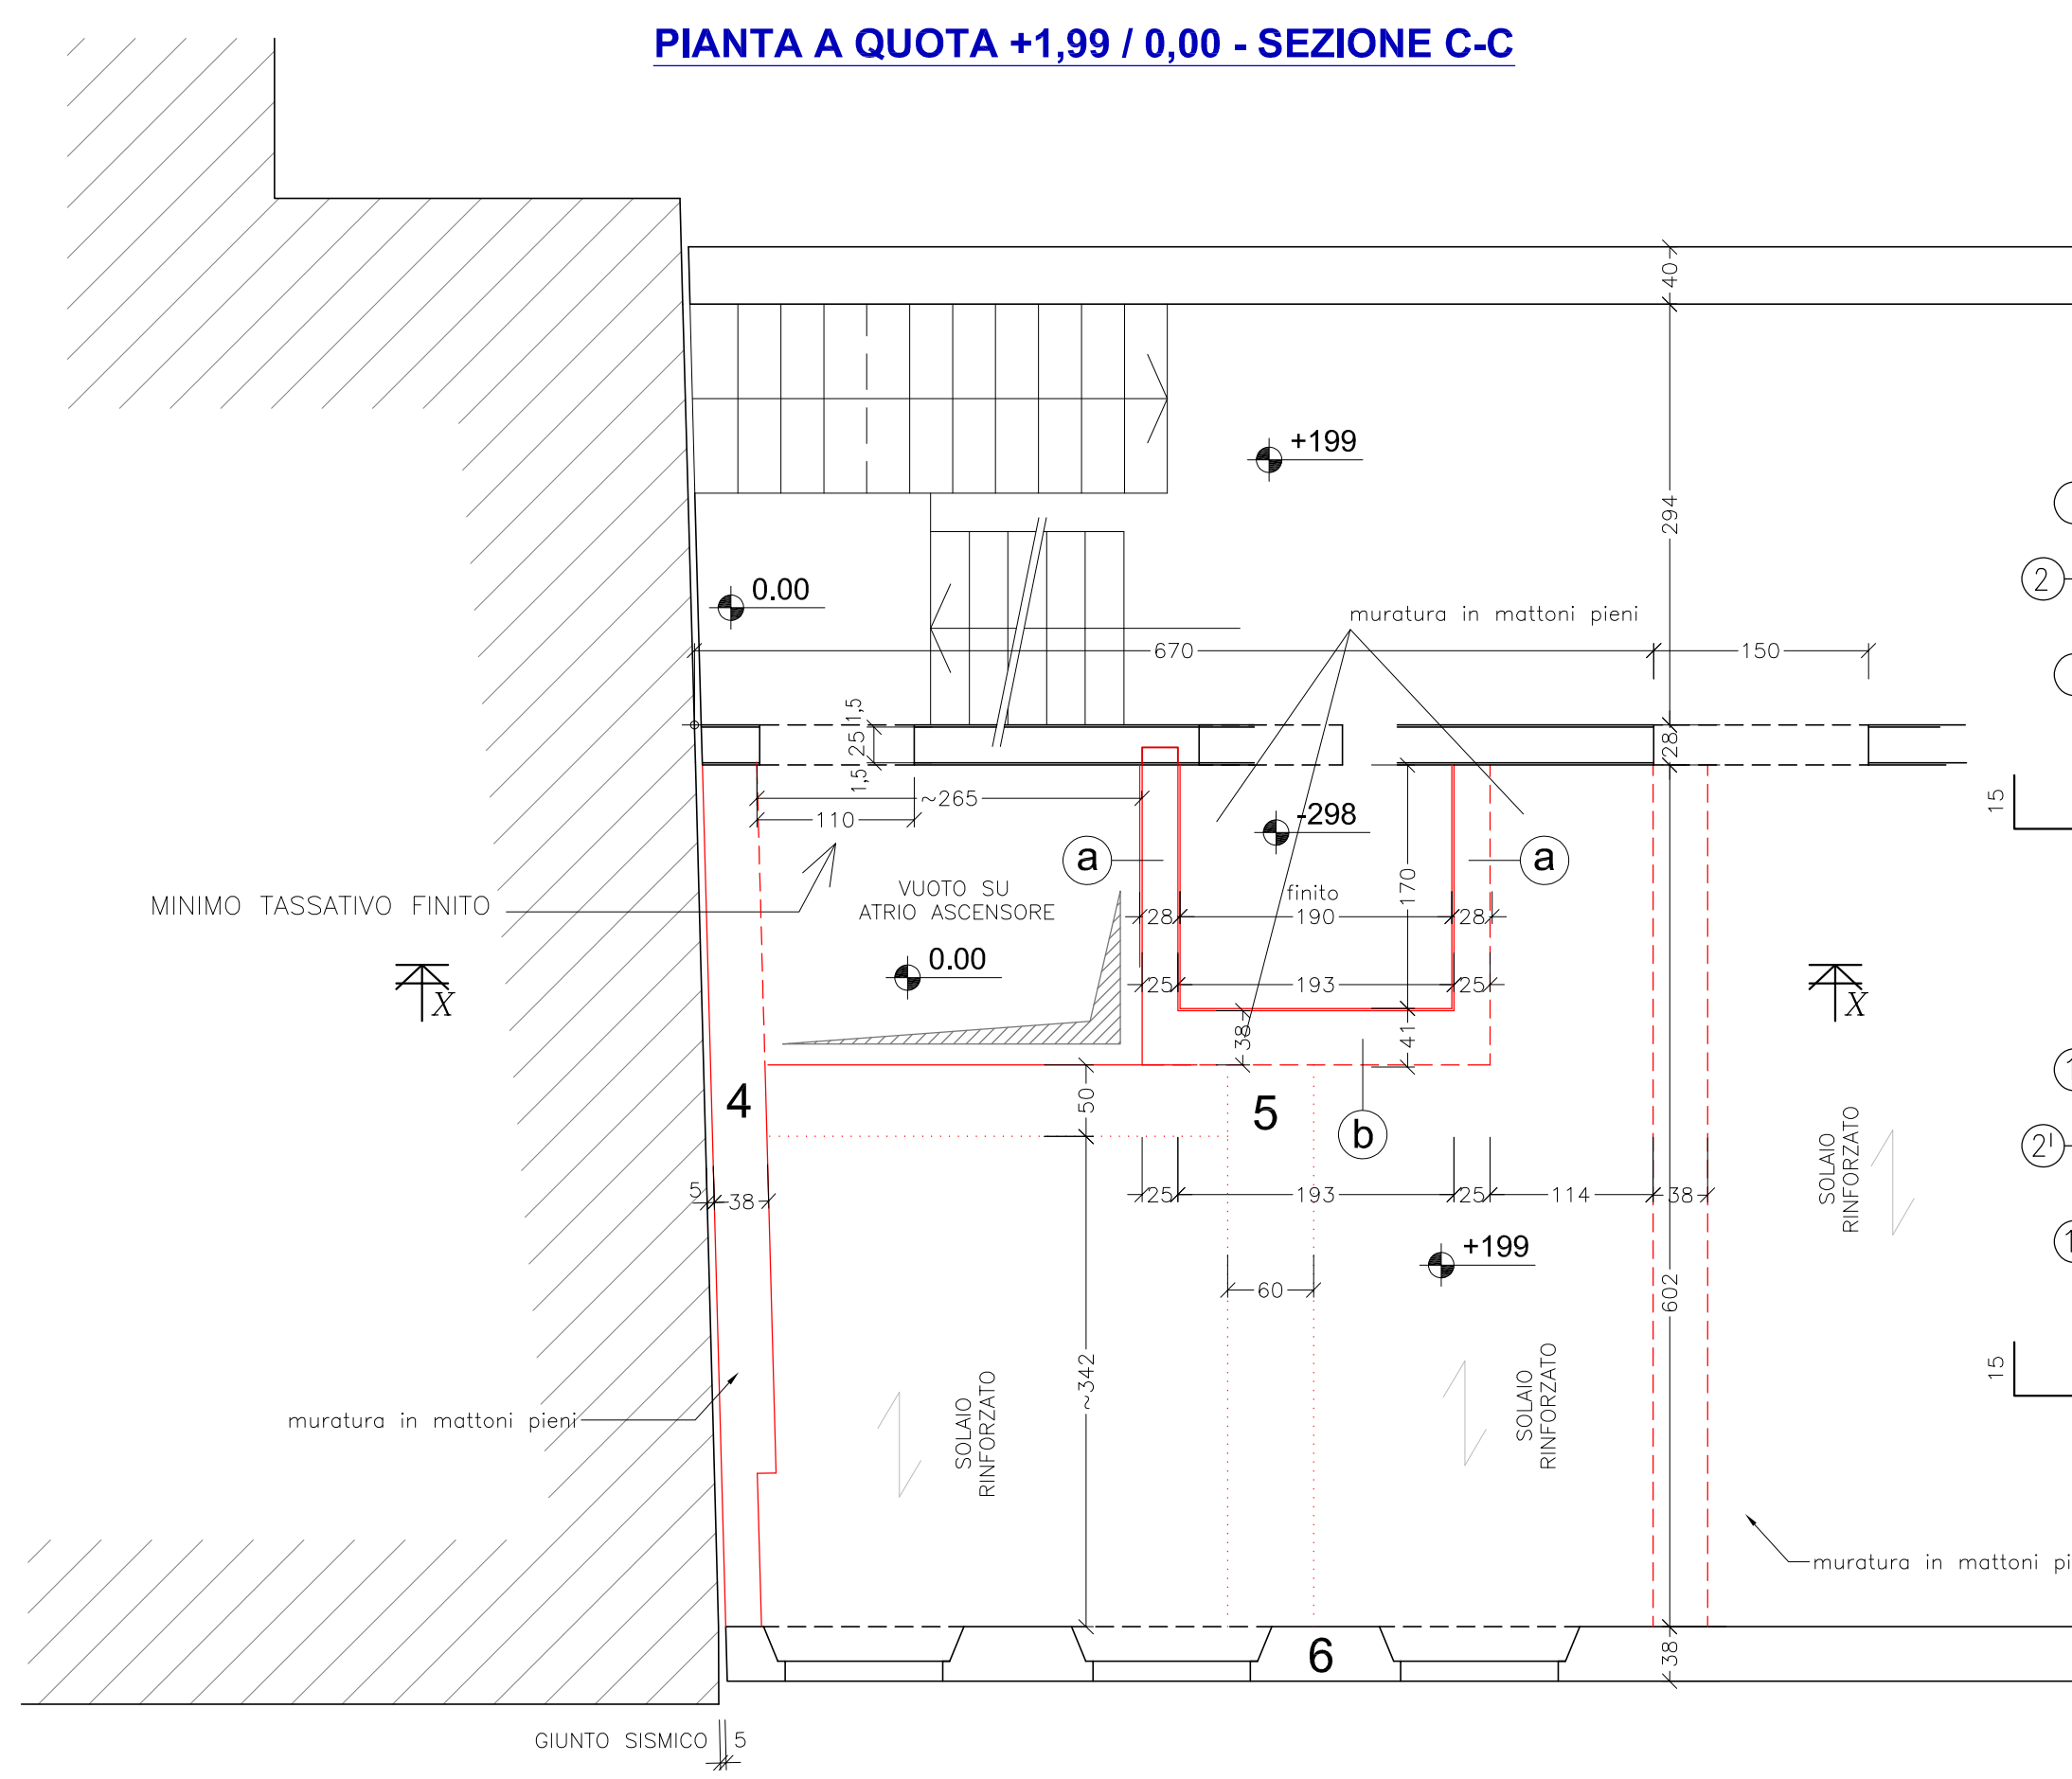 PIANTA A QUOTA +1,99 / 0,00 - SEZIONE C-C
40
+199
294
2
0.00
muratura in mattoni pieni
670
150
1,5
25
1,5
28
~265
110
-298
15
a
a
170
MINIMO TASSATIVO FINITO
VUOTO SU
ATRIO ASCENSORE
finito
28
190
28
0.00
25
193
25
X
X
38
41
4
50
5
b
SOLAIO
RINFORZATO
2'
5
38
25
193
25
114
38
+199
60
602
~342
15
SOLAIO
RINFORZATO
SOLAIO
RINFORZATO
muratura in mattoni pieni
muratura in mattoni
6
38
GIUNTO SISMICO
5